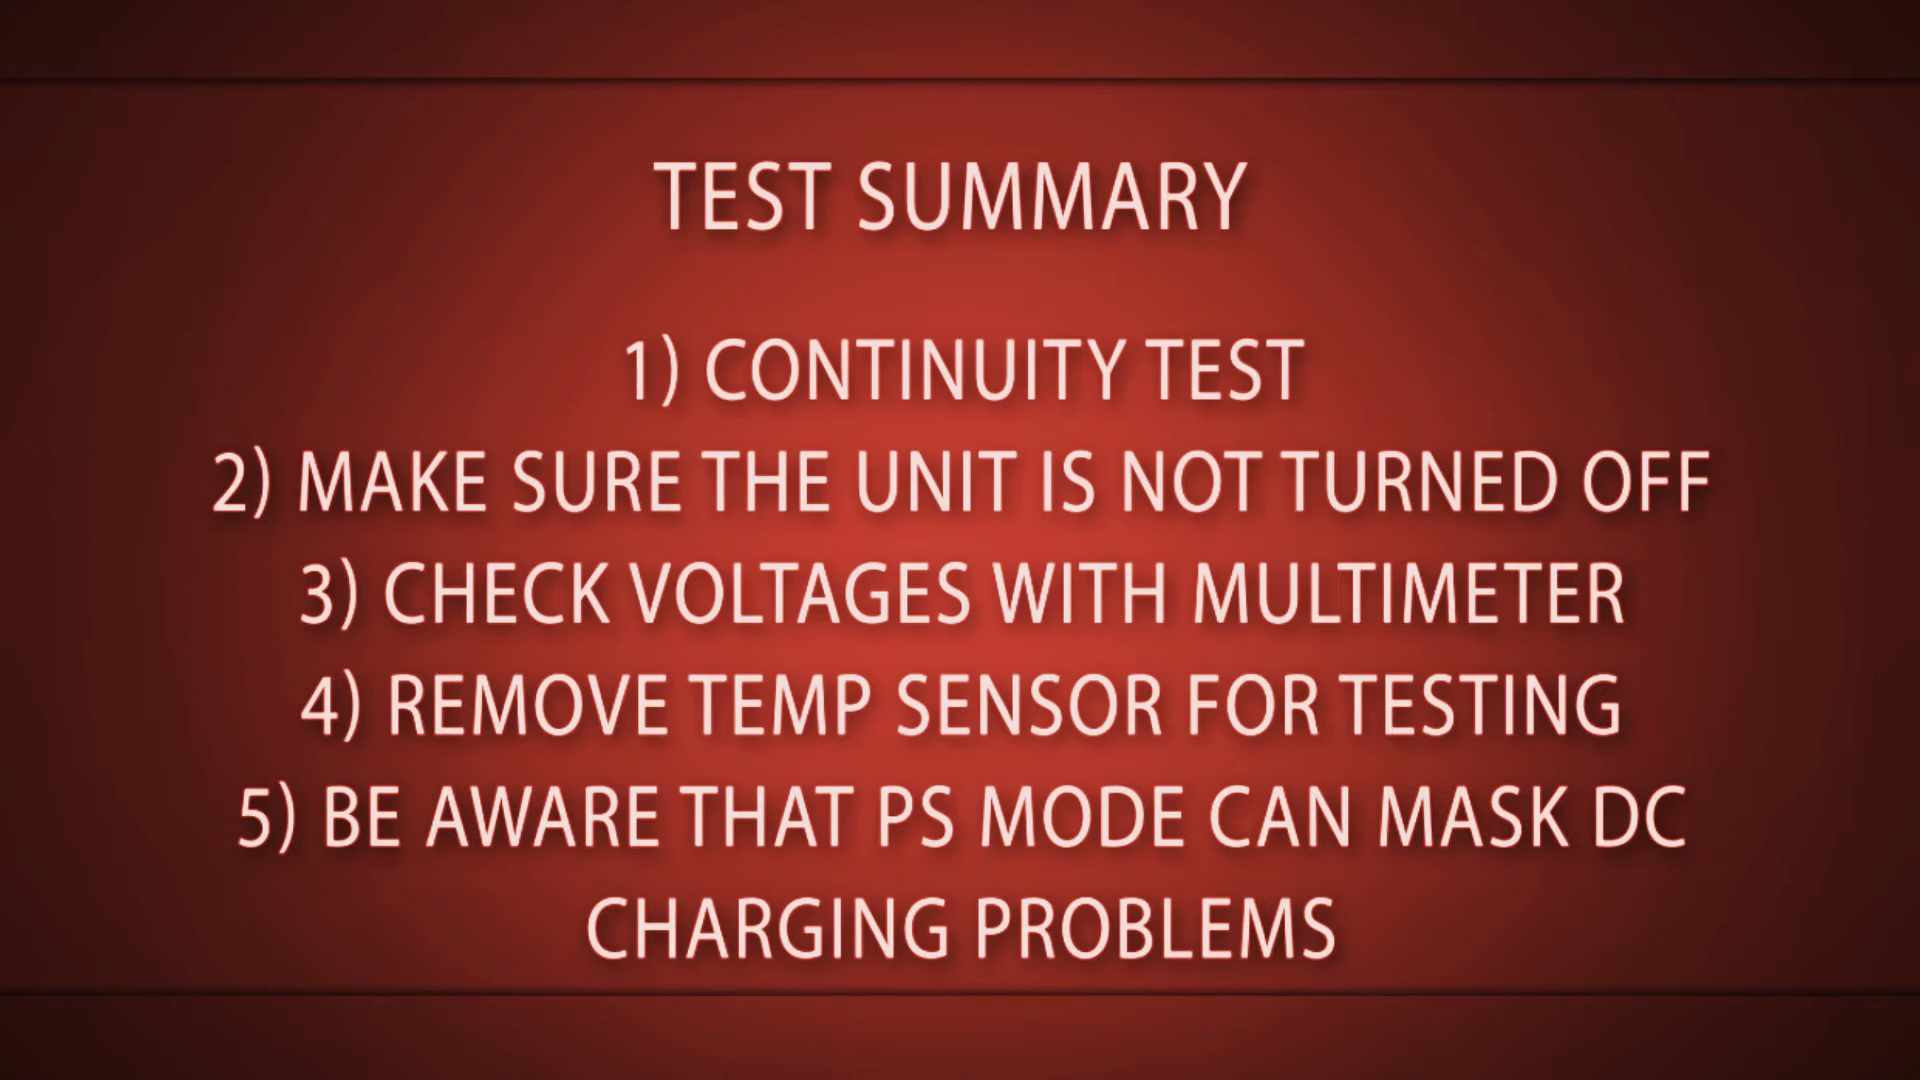 TEST SUMMARY
1) CONTINUITY TEST
2) MAKE SURE THE UNIT IS NOT TURNED OFF
3) CHECK VOLTAGES WITH MULTIMETER
4) REMOVE TEMP SENSOR FOR TESTING
5) BE AWARE THAT PS MODE CAN MASK DC
CHARGING PROBLEMS